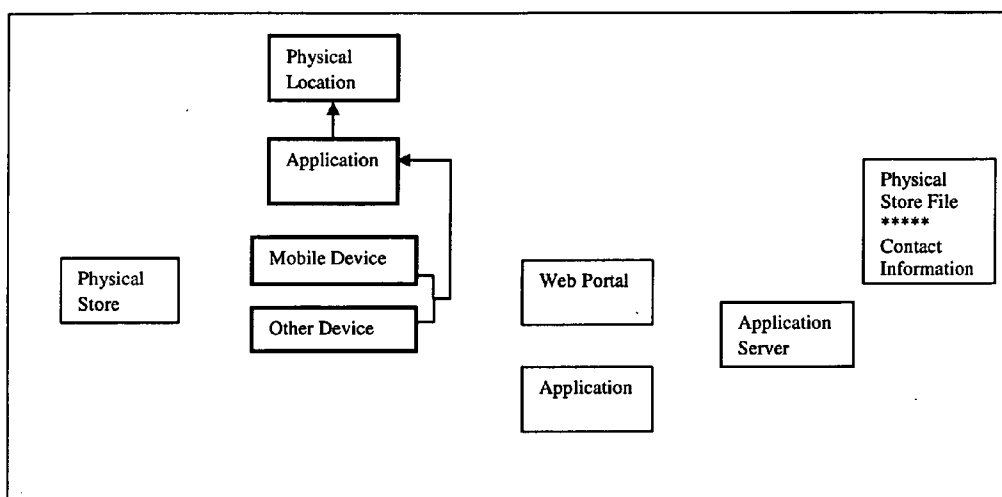 Physical
Location
Application
Mobile Device
Other Device
Physical
Store
Web Portal
Application
Application
Server
Physical
Store File
*****
Contact
Information